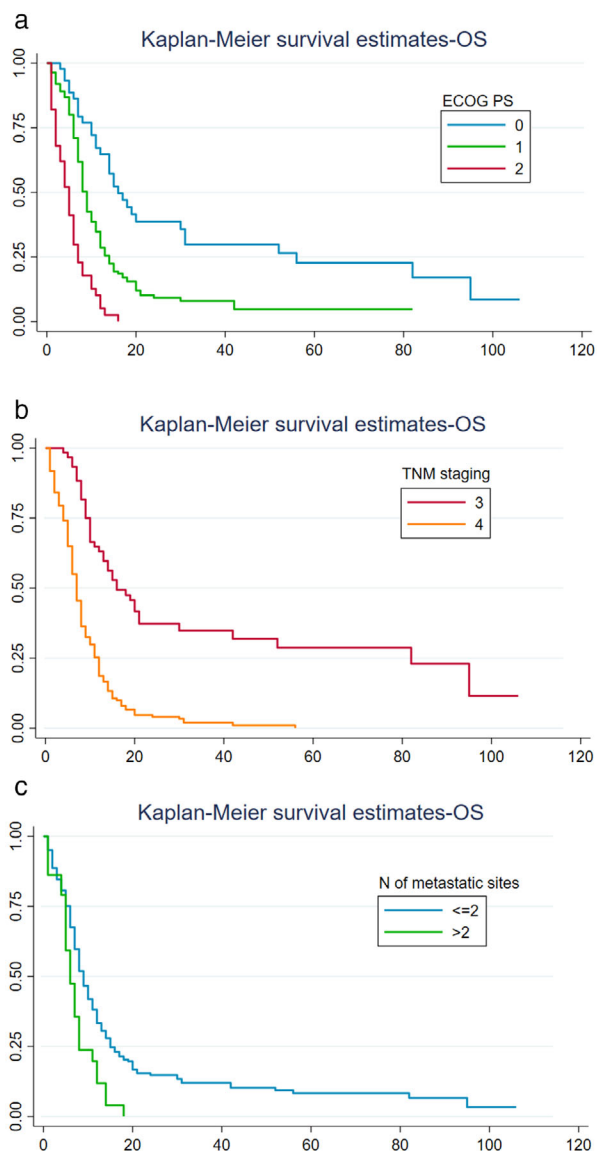 a
Kaplan-Meier survival estimates-OS
1.00
0.75
0.50
0.25
0.00
ECOG PS
0
1
2
0 20 40 60 80 100 120
b
Kaplan-Meier survival estimates-OS
1.00
0.75
0.50
0.25
0.00
TNM staging
3
4
0 20 40 60 80 100 120
c
Kaplan-Meier survival estimates-OS
1.00
0.75
0.50
0.25
0.00
N of metastatic sites
<=2
>2
0 20 40 60 80 100 120